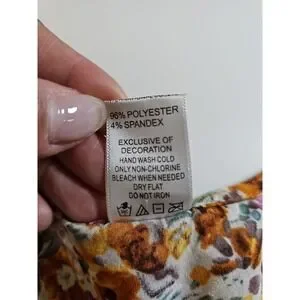 96% POLYESTER
4% SPANDEX
EXCLUSIVE OF
DECORATION
HAND WASH COLD
ONLY NON-CHLORINE
BLEACH WHEN NEEDED
DRY FLAT
DO NOT IRON